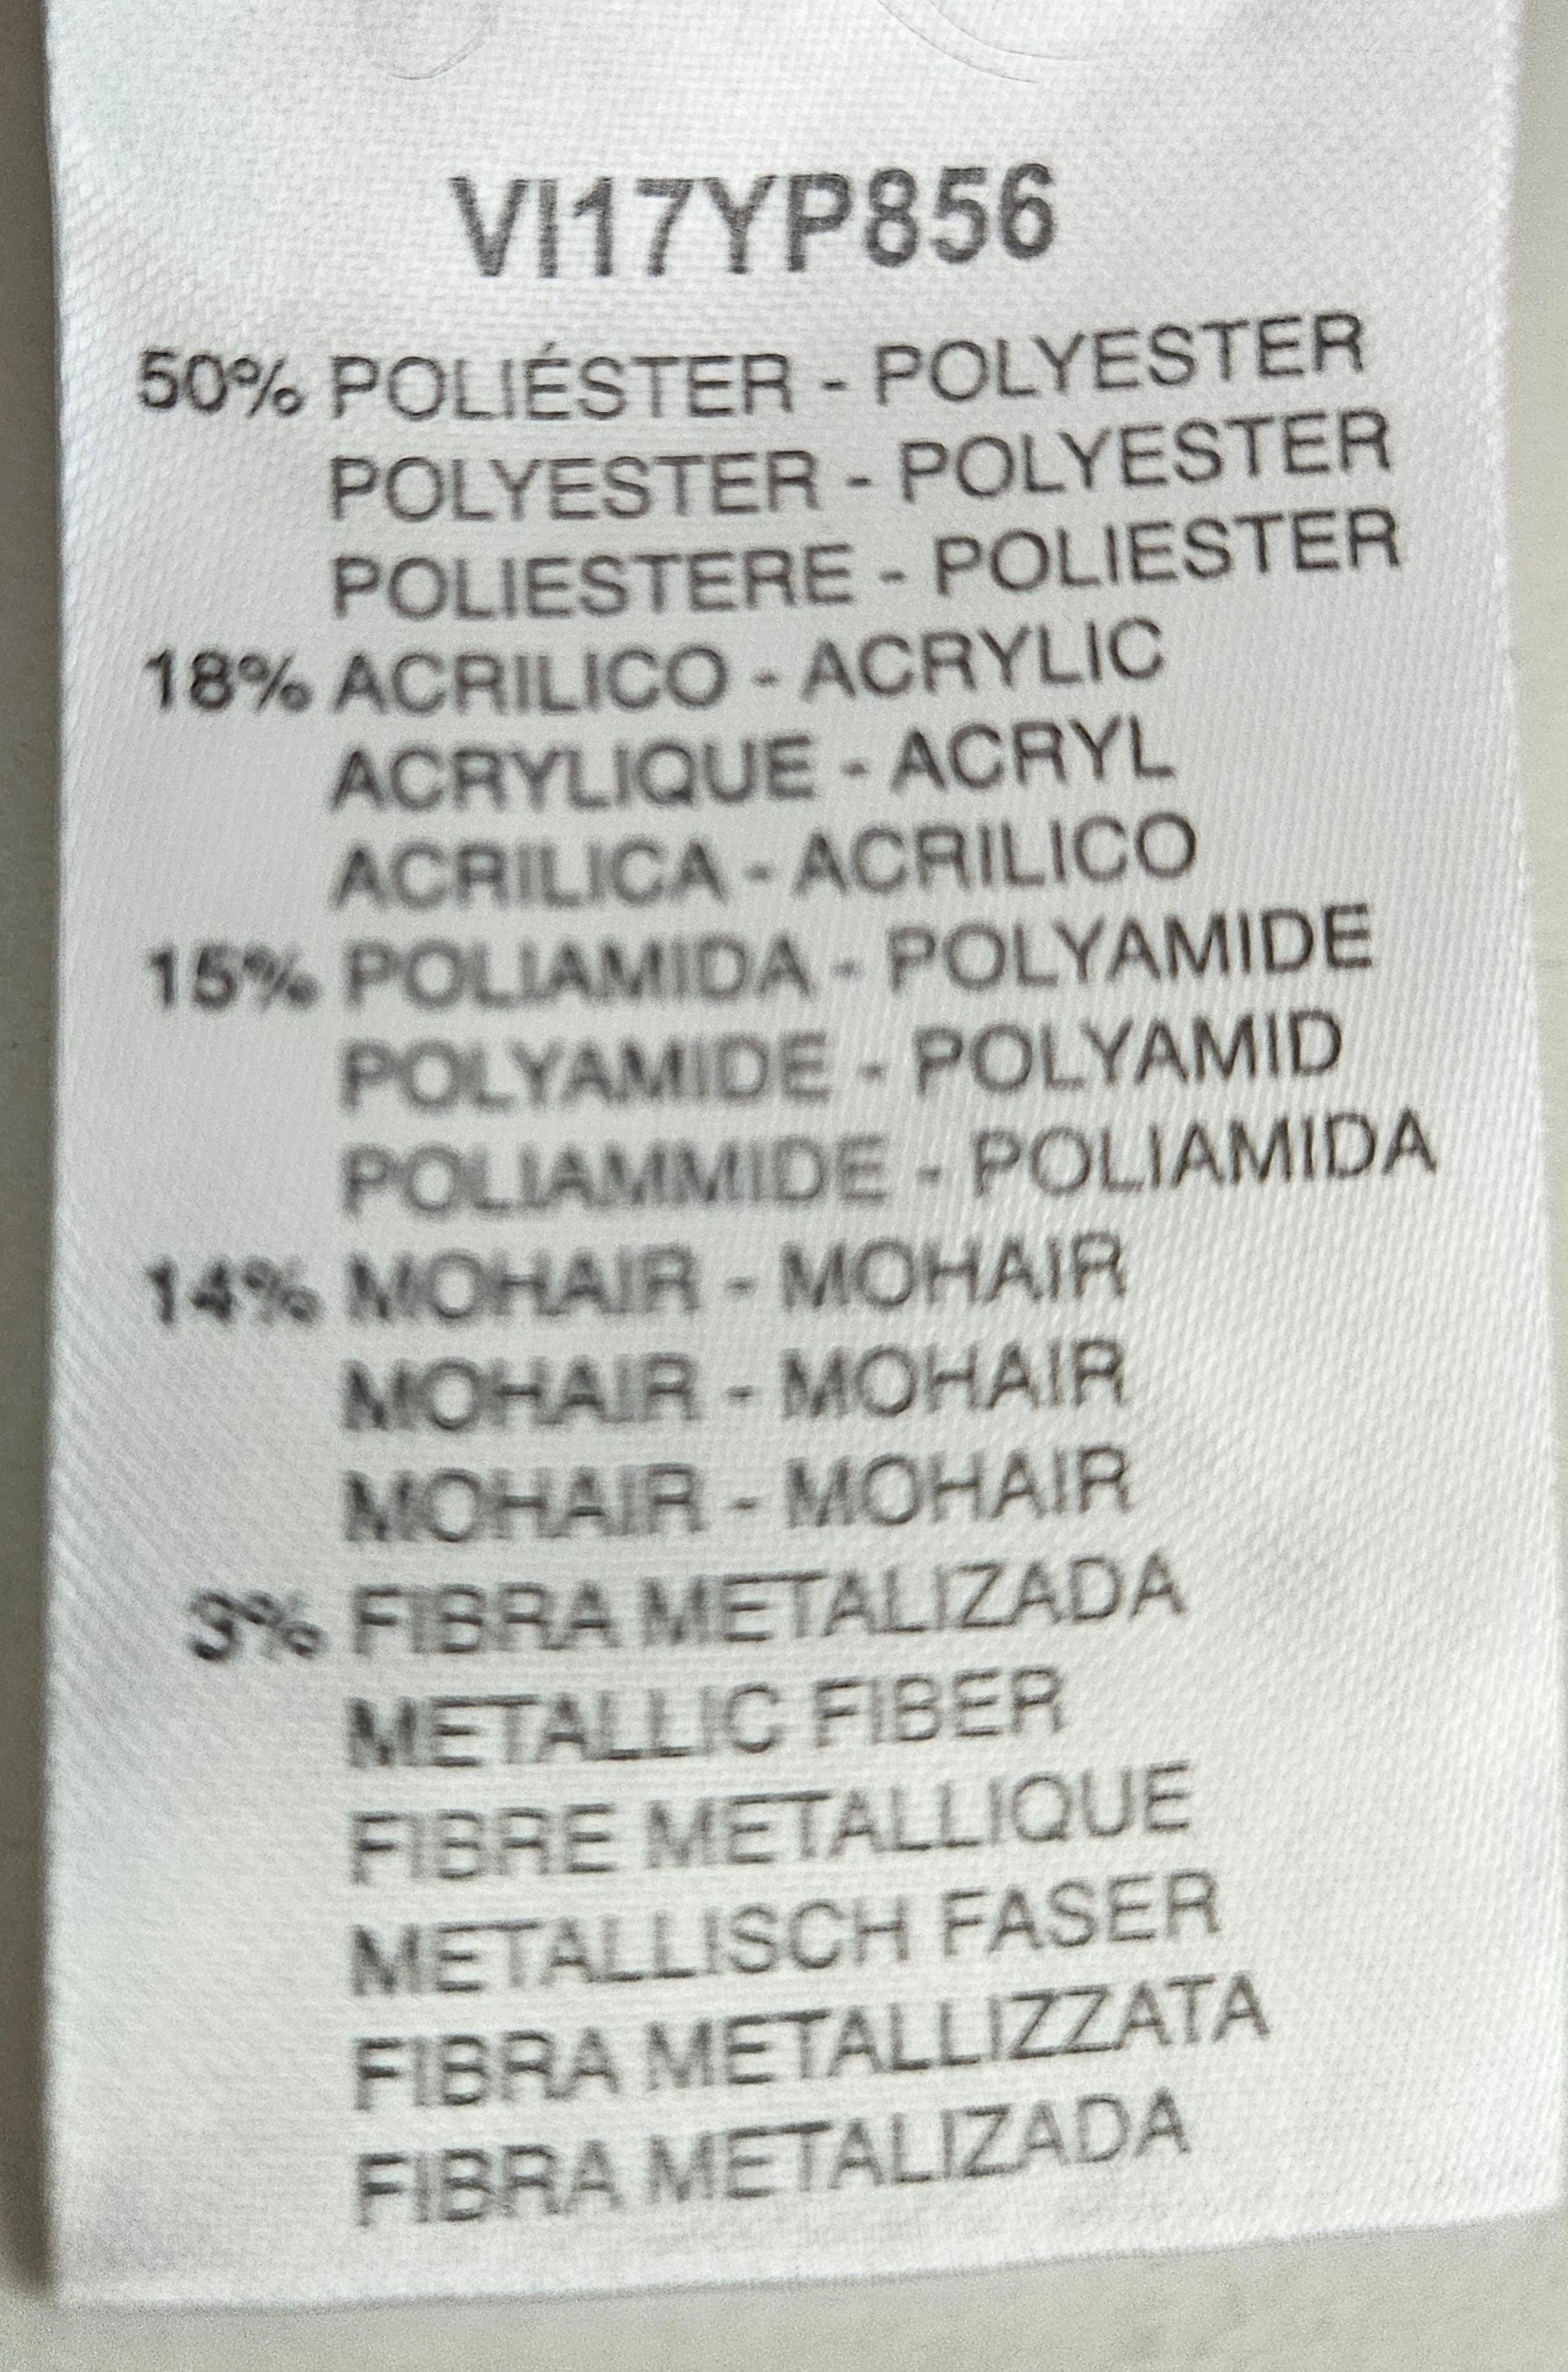 VI17YP856
50% POLIÉSTER - POLYESTER
POLYESTER - POLYESTER
POLIESTERE - POLIESTER
18% ACRILICO - ACRYLIC
ACRYLIQUE - ACRYL
ACRILICA - ACRILICO
15% POLIAMIDA - POLYAMIDE
POLYAMIDE - POLYAMID
POLIAMMIDE - POLIAMIDA
14% MOHAIR - MOHAIR
MOHAIR - MOHAIR
MOHAIR - MOHAIR
3% FIBRA METALIZADA
METALLIC FIBER
FIBRE METALLIQUE
METALLISCH FASER
FIBRA METALLIZZATA
FIBRA METALIZADA